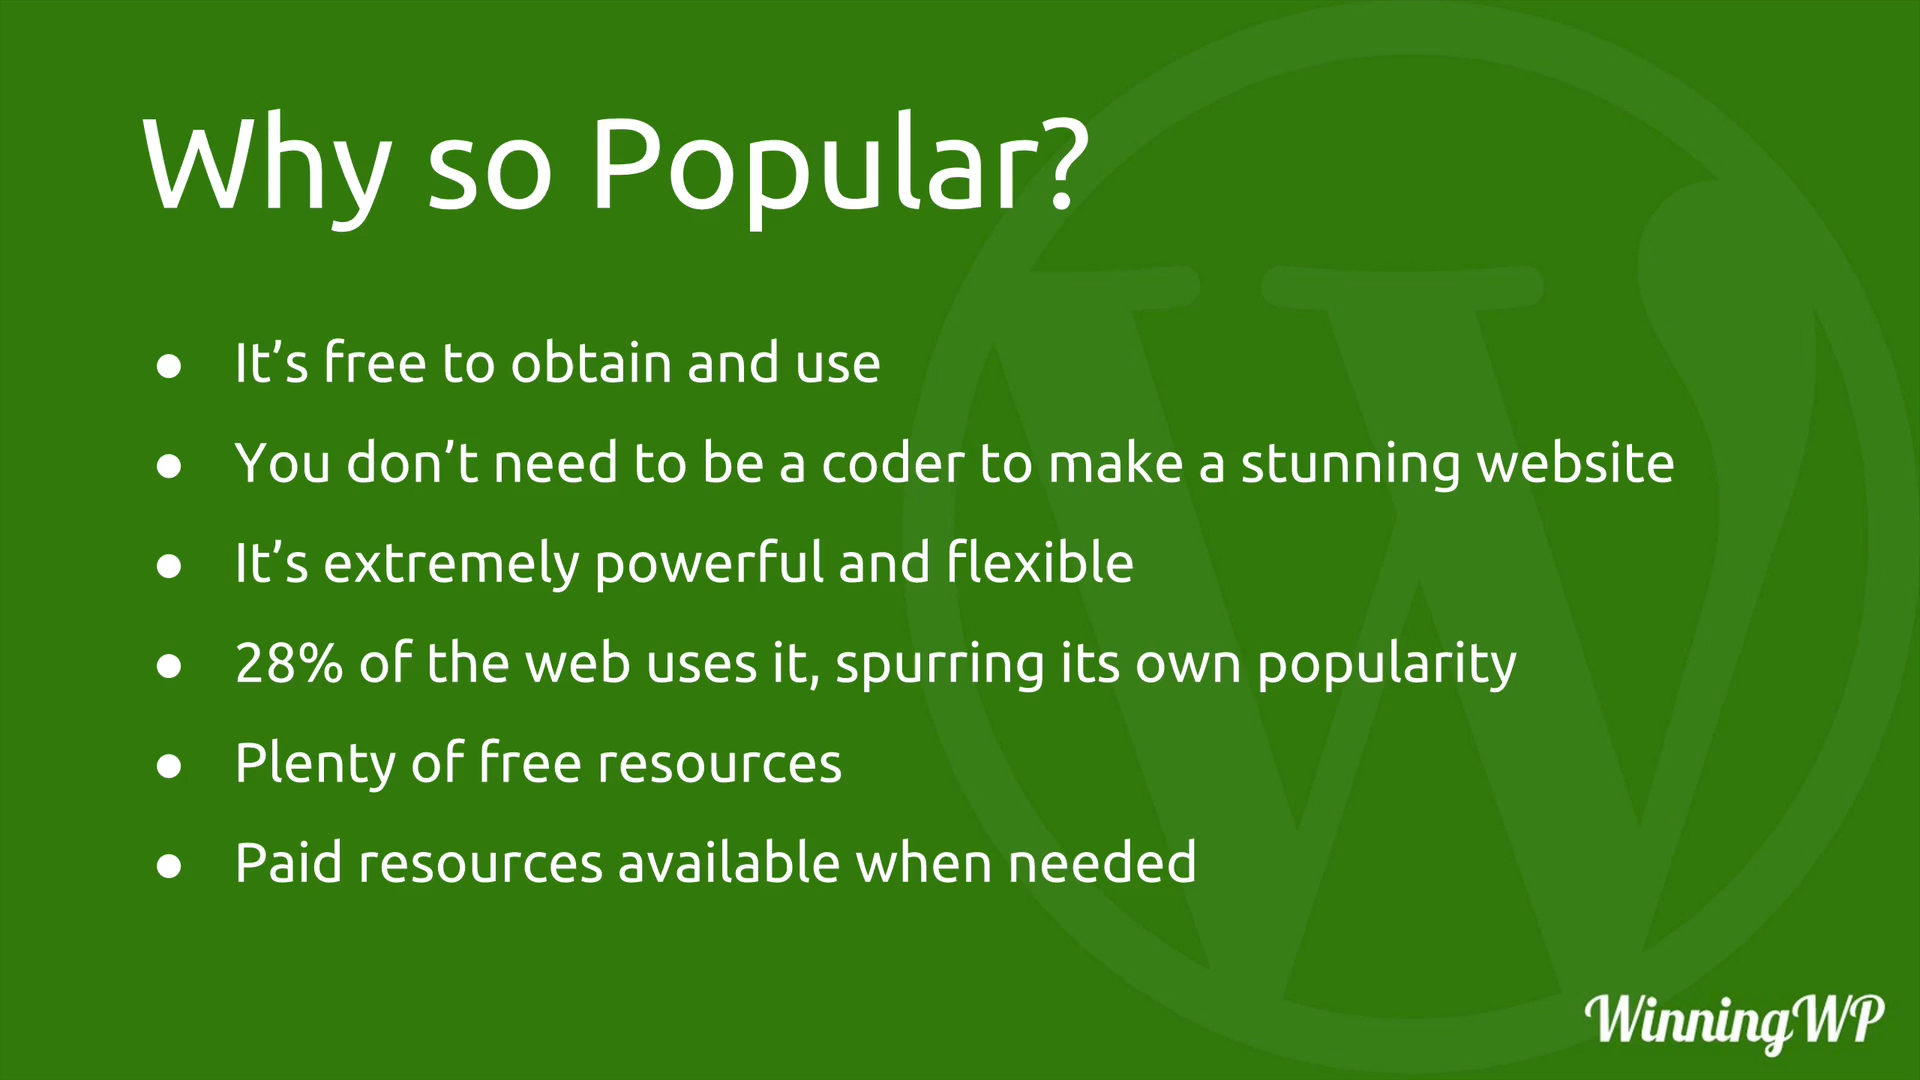 Why so Popular?
● It’s free to obtain and use
● You don’t need to be a coder to make a stunning website
● It’s extremely powerful and flexible
● 28% of the web uses it, spurring its own popularity
● Plenty of free resources
● Paid resources available when needed
WinningWP